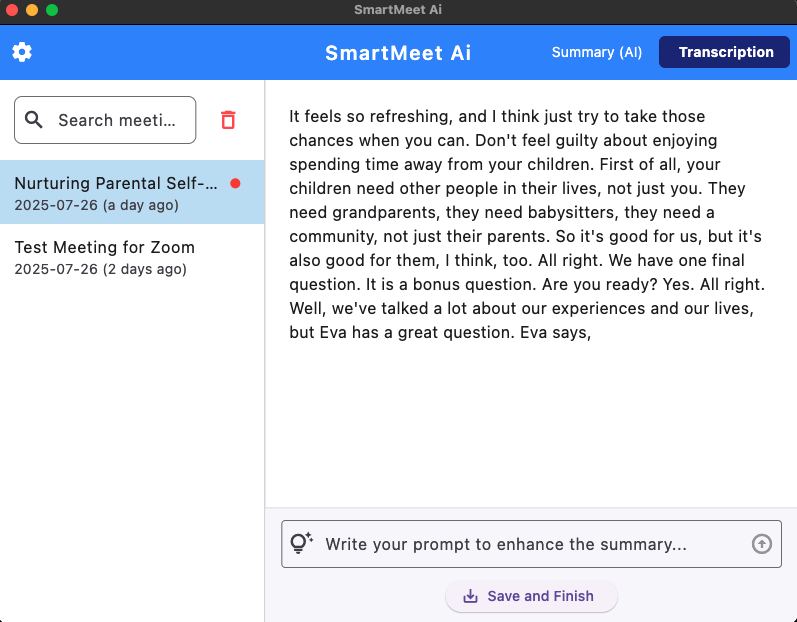 SmartMeet Ai
SmartMeet Ai
Summary (AI)
Transcription
Search meeti...
Nurturing Parental Self-...
2025-07-26 (a day ago)
Test Meeting for Zoom
2025-07-26 (2 days ago)
It feels so refreshing, and I think just try to take those
chances when you can. Don't feel guilty about enjoying
spending time away from your children. First of all, your
children need other people in their lives, not just you. They
need grandparents, they need babysitters, they need a
community, not just their parents. So it's good for us, but it's
also good for them, I think, too. All right. We have one final
question. It is a bonus question. Are you ready? Yes. All right.
Well, we've talked a lot about our experiences and our lives,
but Eva has a great question. Eva says,
Write your prompt to enhance the summary...
Save and Finish